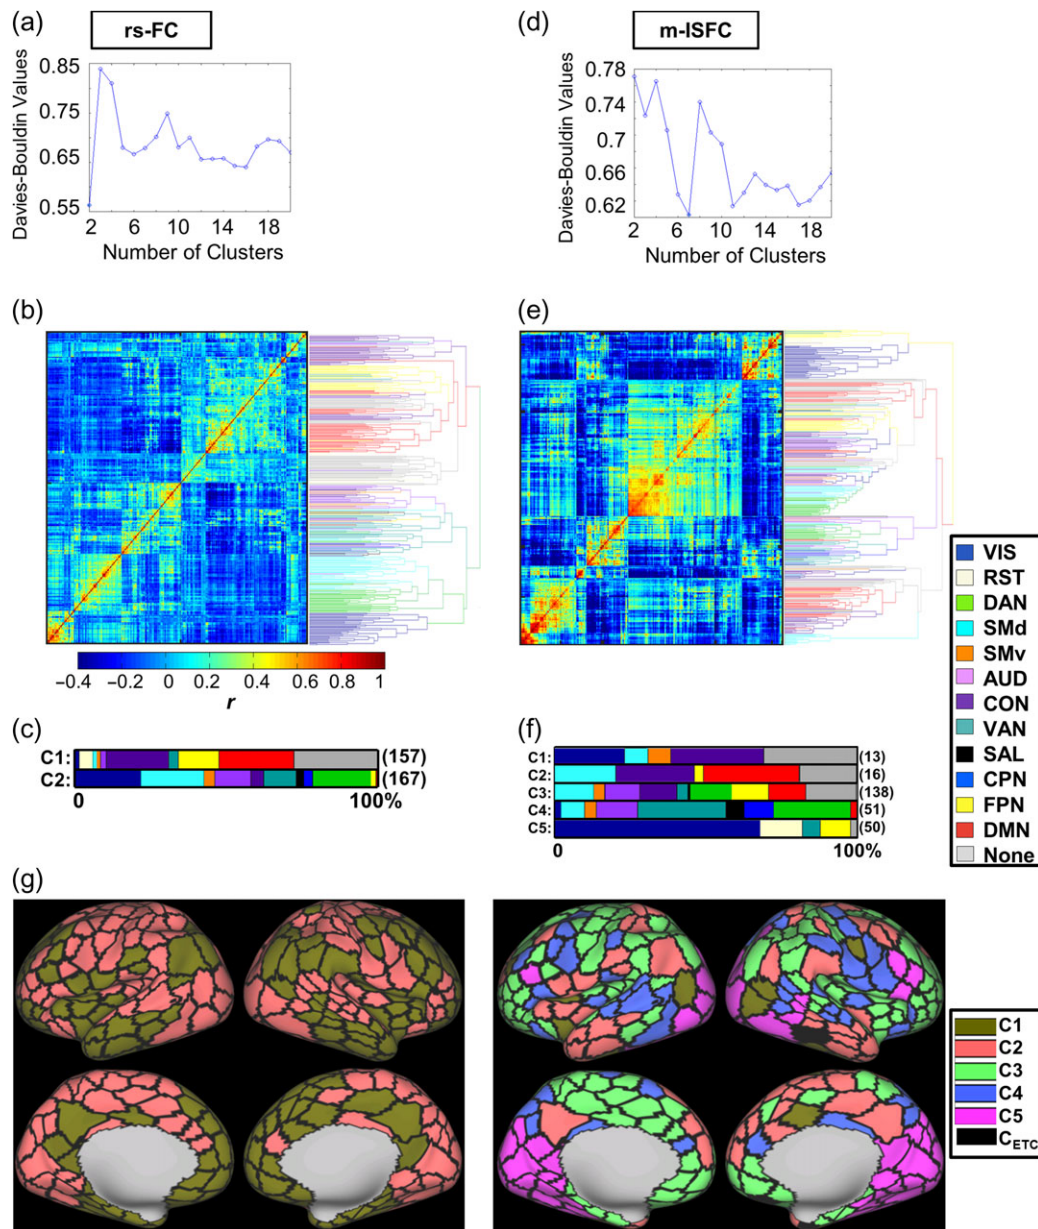 (a)
rs-FC
Davies-Bouldin Values
0.85
0.75
0.65
0.55
2 6 10 14 18
Number of Clusters
(d)
m-ISFC
Davies-Bouldin Values
0.78
0.74
0.7
0.66
0.62
2 6 10 14 18
Number of Clusters
(b)
−0.4 −0.2 0 0.2 0.4 0.6 0.8 1
r
(e)
VIS
RST
DAN
SMd
SMv
AUD
CON
VAN
SAL
CPN
FPN
DMN
None
(c)
C1: (157)
C2: (167)
0 100%
(f)
C1: (13)
C2: (16)
C3: (138)
C4: (51)
C5: (50)
0 100%
(g)
C1
C2
C3
C4
C5
CETC